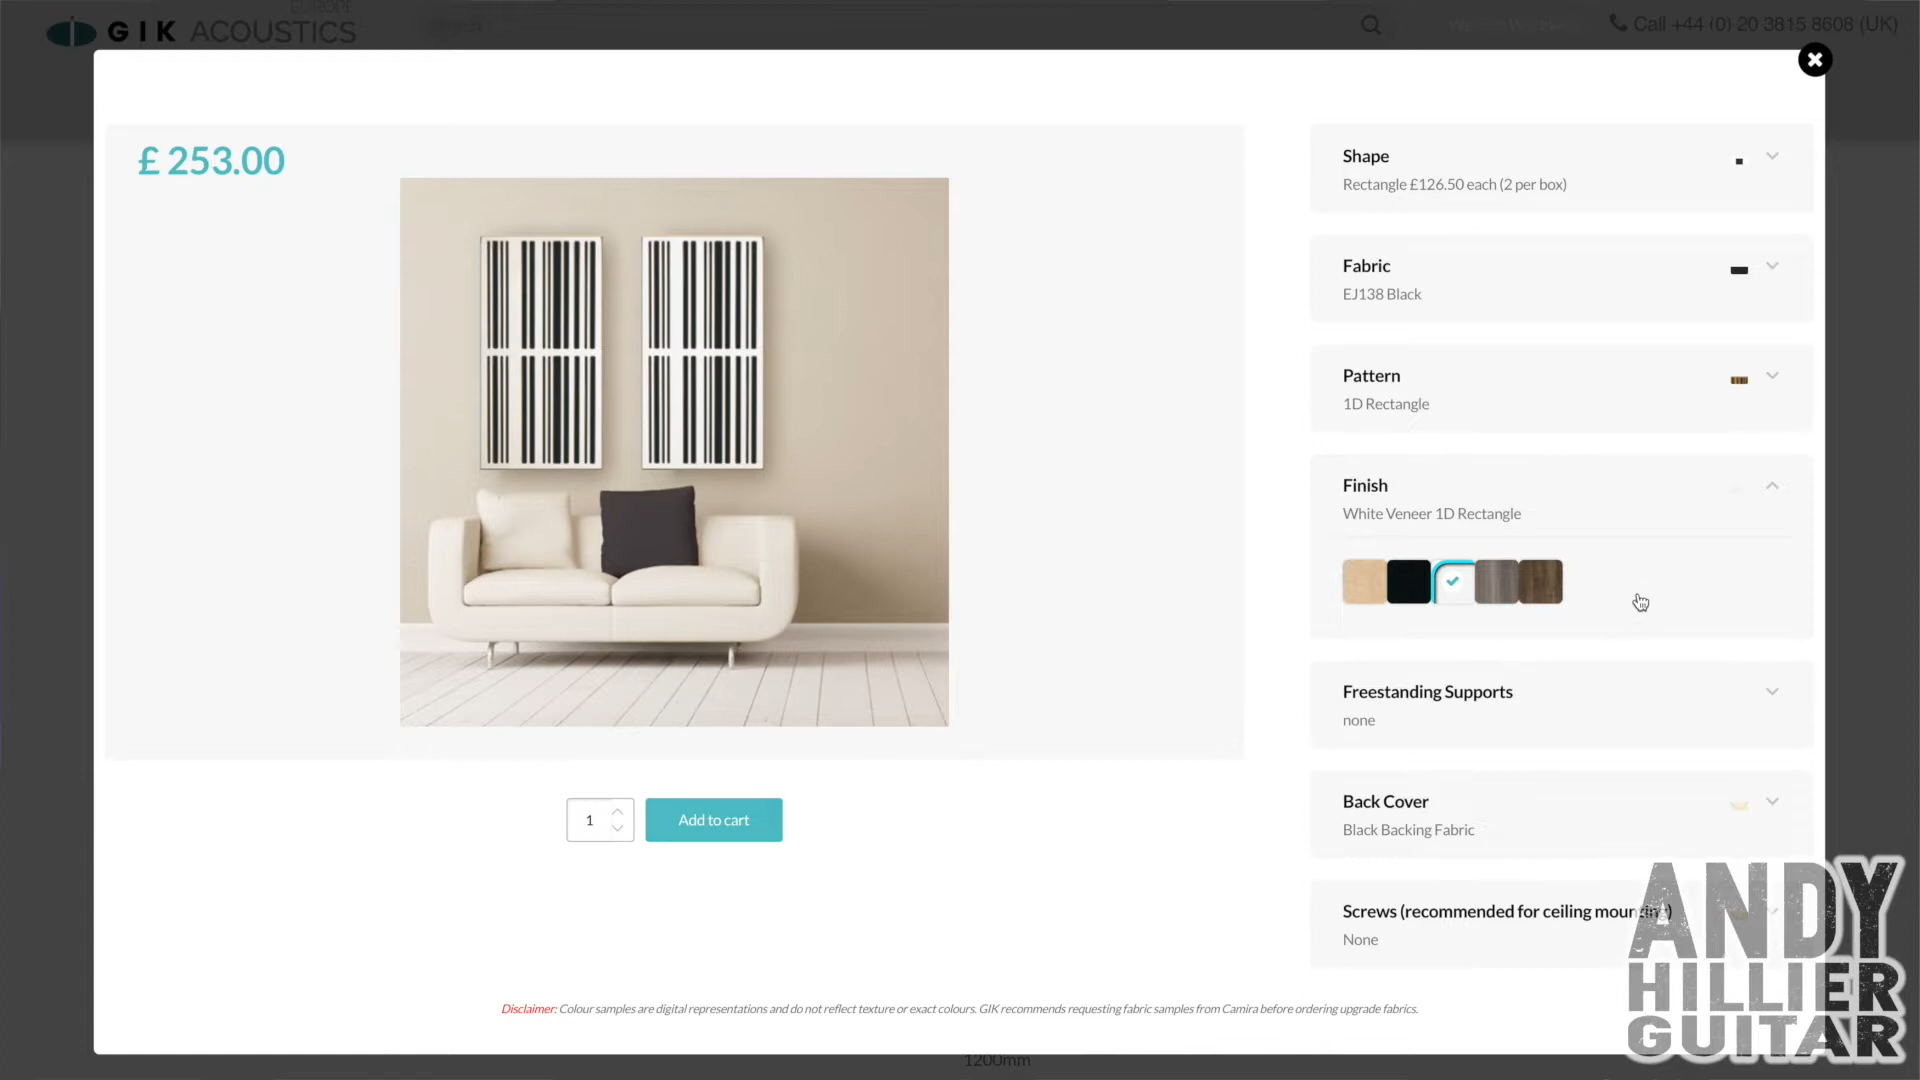 EUROPE
GIK ACOUSTICS
Call +44 (0) 20 3815 8608 (UK)
£ 253.00
Shape
Rectangle £126.50 each (2 per box)
Fabric
EJ138 Black
Pattern
1D Rectangle
Finish
White Veneer 1D Rectangle
Freestanding Supports
none
Back Cover
Black Backing Fabric
1
Add to cart
Screws (recommended for ceiling mounting)
None
Disclaimer: Colour samples are digital representations and do not reflect texture or exact colours. GIK recommends requesting fabric samples from Camira before ordering upgrade fabrics.
1200mm
ANDY
HILLIER
GUITAR